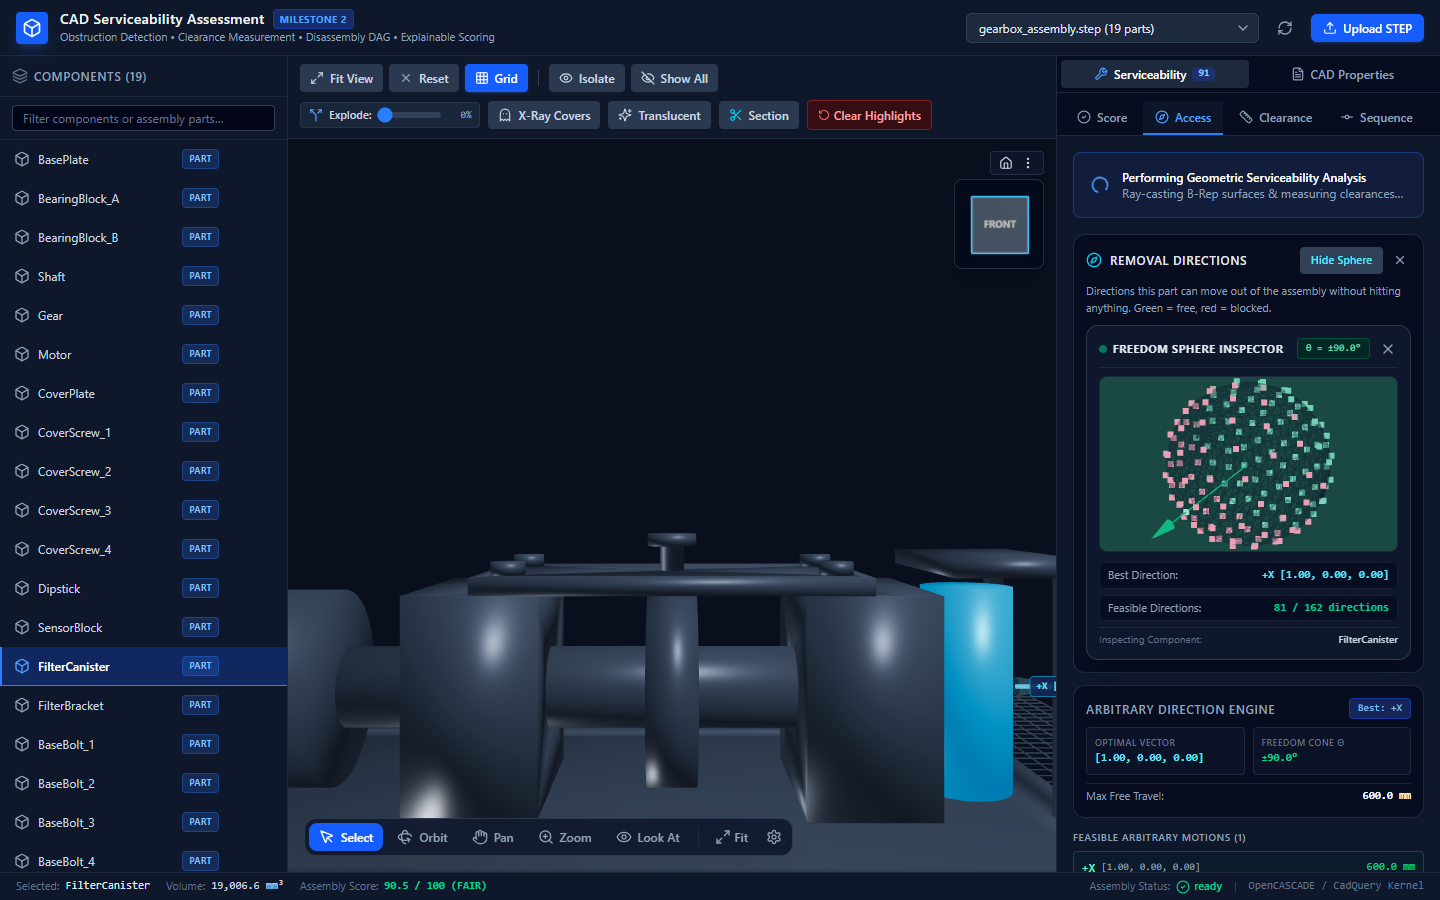 CAD Serviceability Assessment MILESTONE 2
Obstruction Detection • Clearance Measurement • Disassembly DAG • Explainable Scoring
gearbox_assembly.step (19 parts)
Upload STEP
COMPONENTS (19)
Filter components or assembly parts...
BasePlate PART
BearingBlock_A PART
BearingBlock_B PART
Shaft PART
Gear PART
Motor PART
CoverPlate PART
CoverScrew_1 PART
CoverScrew_2 PART
CoverScrew_3 PART
CoverScrew_4 PART
Dipstick PART
SensorBlock PART
FilterCanister PART
FilterBracket PART
BaseBolt_1 PART
BaseBolt_2 PART
BaseBolt_3 PART
BaseBolt_4 PART
Fit View Reset Grid Isolate Show All
Explode: 0% X-Ray Covers Translucent Section Clear Highlights
FRONT
+X [
Select Orbit Pan Zoom Look At Fit
Serviceability 91 CAD Properties
Score Access Clearance Sequence
Performing Geometric Serviceability Analysis
Ray-casting B-Rep surfaces & measuring clearances...
REMOVAL DIRECTIONS Hide Sphere
Directions this part can move out of the assembly without hitting
anything. Green = free, red = blocked.
FREEDOM SPHERE INSPECTOR θ = ±90.0°
Best Direction: +X [1.00, 0.00, 0.00]
Feasible Directions: 81 / 162 directions
Inspecting Component: FilterCanister
ARBITRARY DIRECTION ENGINE Best: +X
OPTIMAL VECTOR
[1.00, 0.00, 0.00]
FREEDOM CONE Θ
±90.0°
Max Free Travel: 600.0 mm
FEASIBLE ARBITRARY MOTIONS (1)
+X [1.00, 0.00, 0.00] 600.0 mm
Selected: FilterCanister Volume: 19,006.6 mm³ Assembly Score: 90.5 / 100 (FAIR)
Assembly Status: ready | OpenCASCADE / CadQuery Kernel